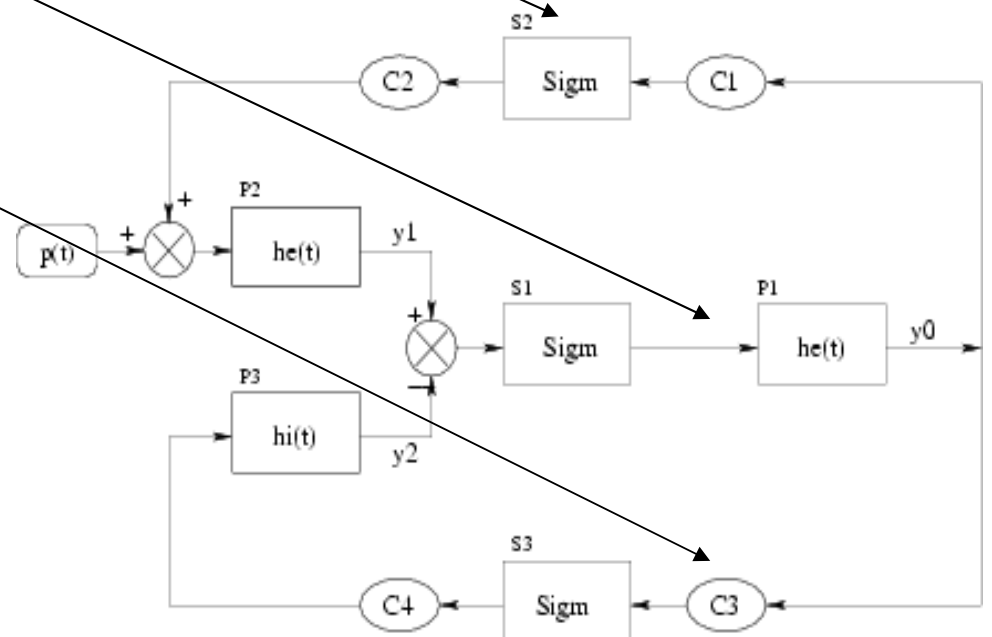 S2
C2
Sigm
C1
+
P2
+
p(t)
he(t)
y1
S1
P1
+
Sigm
he(t)
y0
P3
−
hi(t)
y2
S3
C4
Sigm
C3